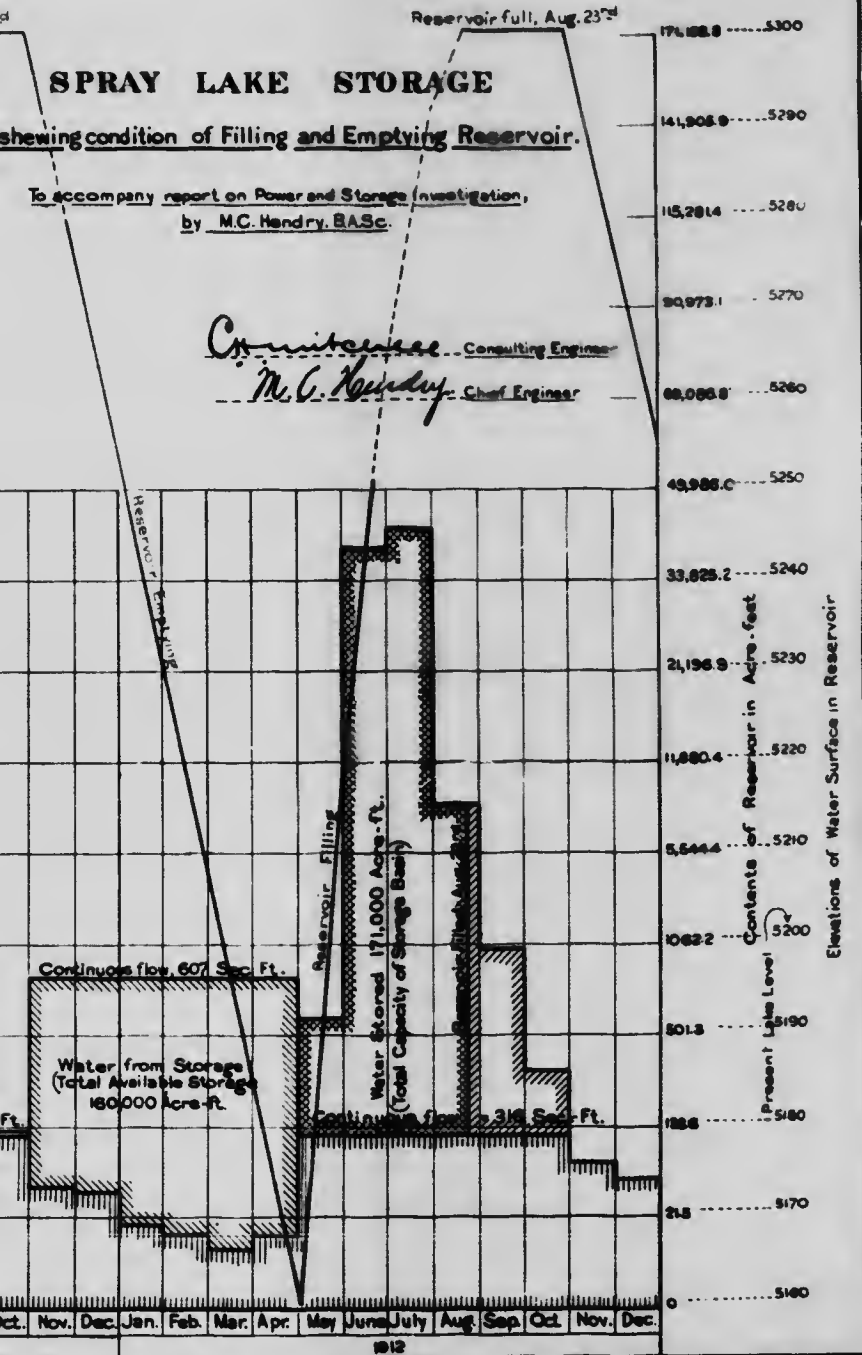 d
Reservoir full, Aug. 23rd
SPRAY LAKE STORAGE
shewing condition of Filling and Emptying Reservoir.
To accompany report on Power and Storage Investigation,
by M.C. Hendry. B.A.Sc.
Consulting Engineer
M. C. Hendry Chief Engineer
5300
141,905.9 5290
115,281.4 5280
90,973.1 5270
5260
49,986.0 5250
33,825.2 5240
21,196.9 5230
11,880.4 5220
5,544.4 5210
1062.2 5200
501.3 5190
5180
21.5 5170
0 5160
Contents of Reservoir in Acre-feet
Present Lake Level
Elevations of Water Surface in Reservoir
Reservoir Emptying
Reservoir Filling
Water Stored 171,000 Acre-ft.
(Total Capacity of Storage Basin)
Continuous flow, 607 Sec. Ft.
Water from Storage
(Total Available Storage
160,000 Acre-ft.
Ft.
Continuous flow = 316 Sec.-Ft.
Oct. Nov. Dec. Jan. Feb. Mar. Apr. May June July Aug. Sep. Oct. Nov. Dec.
1912